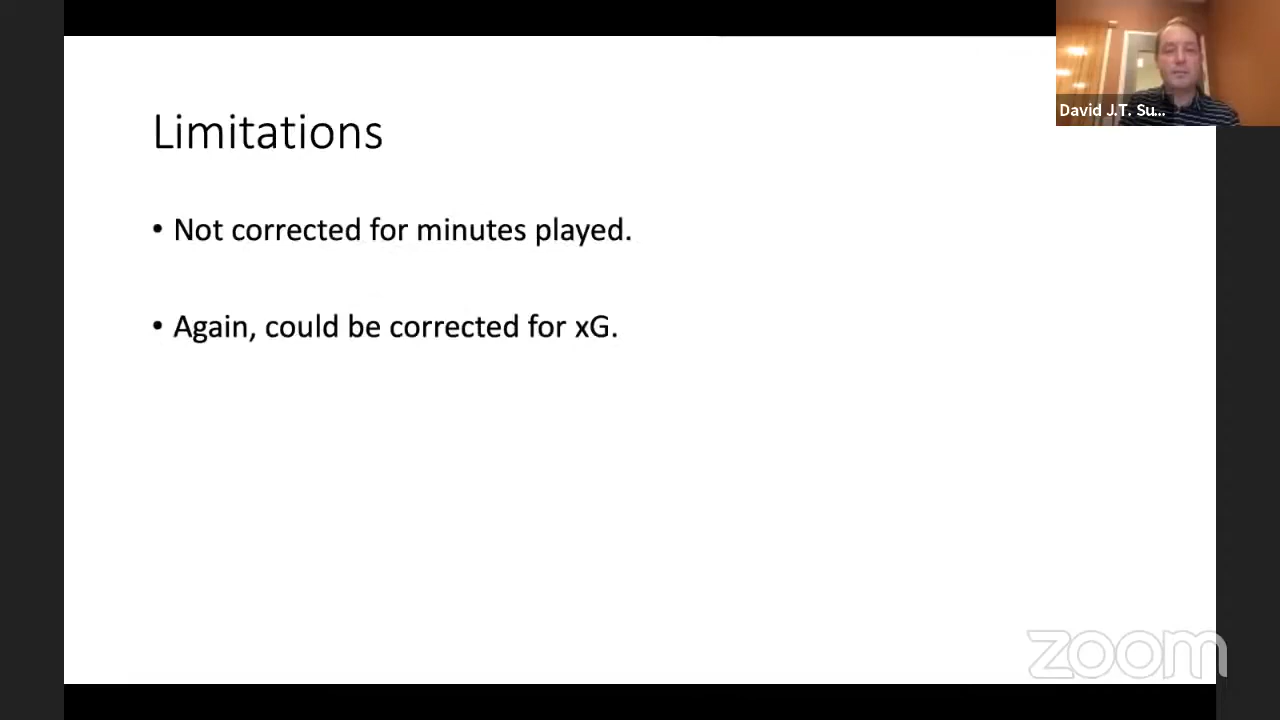 David J.T. Su...
Limitations
• Not corrected for minutes played.
• Again, could be corrected for xG.
zoom